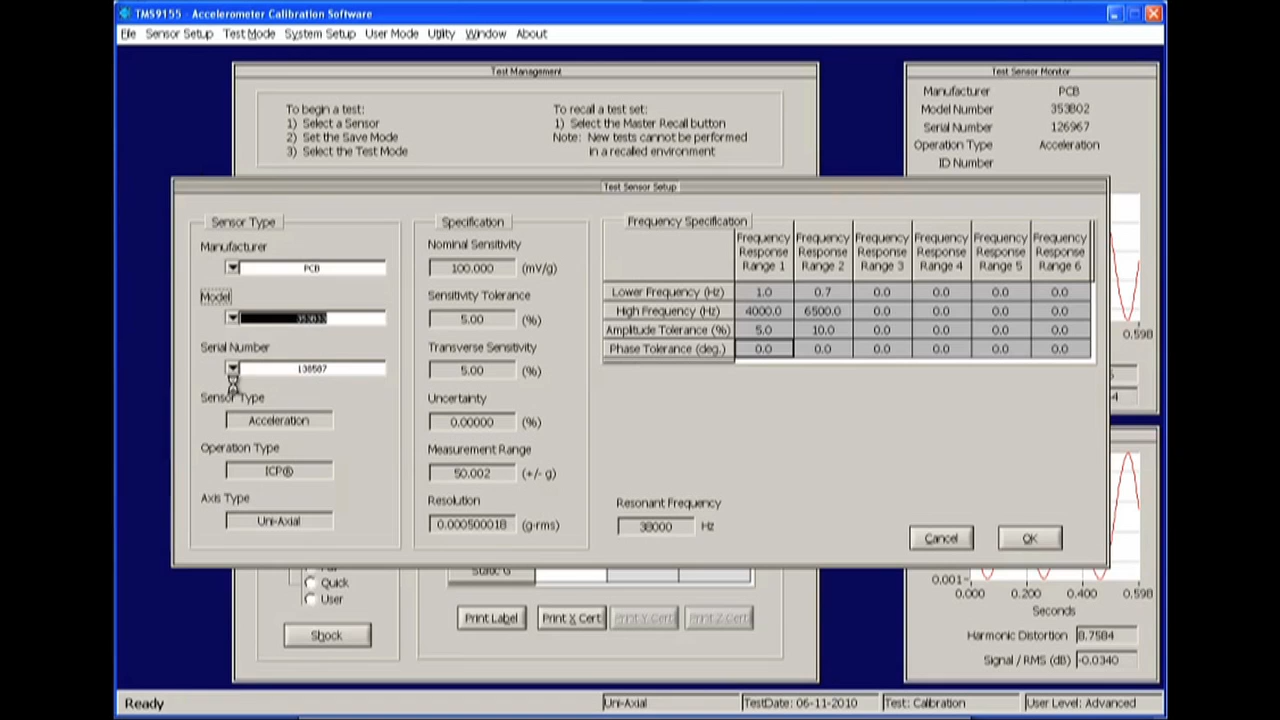 TMS9155 - Accelerometer Calibration Software
File Sensor Setup Test Mode System Setup User Mode Utility Window About
Test Management
To begin a test:
1) Select a Sensor
2) Set the Save Mode
3) Select the Test Mode
To recall a test set:
1) Select the Master Recall button
Note: New tests cannot be performed
in a recalled environment
Test Sensor Monitor
Manufacturer PCB
Model Number 353B02
Serial Number 126967
Operation Type Acceleration
ID Number
Test Sensor Setup
Sensor Type
Manufacturer
PCB
Model
Serial Number
138507
Sensor Type
Acceleration
Operation Type
ICP®
Axis Type
Uni-Axial
Specification
Nominal Sensitivity
100.000 (mV/g)
Sensitivity Tolerance
5.00 (%)
Transverse Sensitivity
5.00 (%)
Uncertainty
0.00000 (%)
Measurement Range
50.002 (+/- g)
Resolution
0.000500018 (g-rms)
Frequency Specification
Frequency Response Range 1 Frequency Response Range 2 Frequency Response Range 3 Frequency Response Range 4 Frequency Response Range 5 Frequency Response Range 6
Lower Frequency (Hz) 1.0 0.7 0.0 0.0 0.0 0.0
High Frequency (Hz) 4000.0 6500.0 0.0 0.0 0.0 0.0
Amplitude Tolerance (%) 5.0 10.0 0.0 0.0 0.0 0.0
Phase Tolerance (deg.) 0.0 0.0 0.0 0.0 0.0 0.0
Resonant Frequency
38000 Hz
Cancel OK
0.598
Quick
User
Shock
Static G
Print Label Print X Cert Print Y Cert Print Z Cert
0.001
0.000 0.200 0.400 0.598
Seconds
Harmonic Distortion 8.7584
Signal / RMS (dB) -0.0340
Ready Uni-Axial TestDate: 06-11-2010 Test: Calibration User Level: Advanced